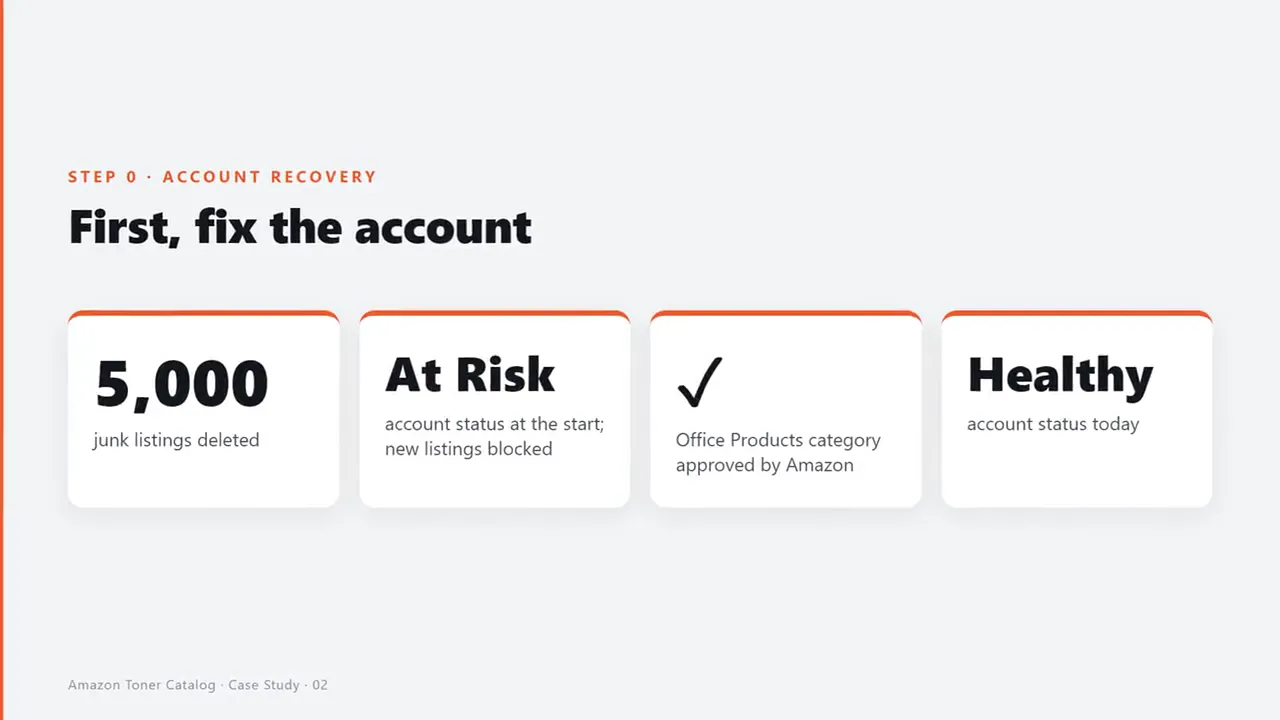 STEP 0 · ACCOUNT RECOVERY
First, fix the account
5,000
junk listings deleted
At Risk
account status at the start;
new listings blocked
✓
Office Products category
approved by Amazon
Healthy
account status today
Amazon Toner Catalog · Case Study · 02